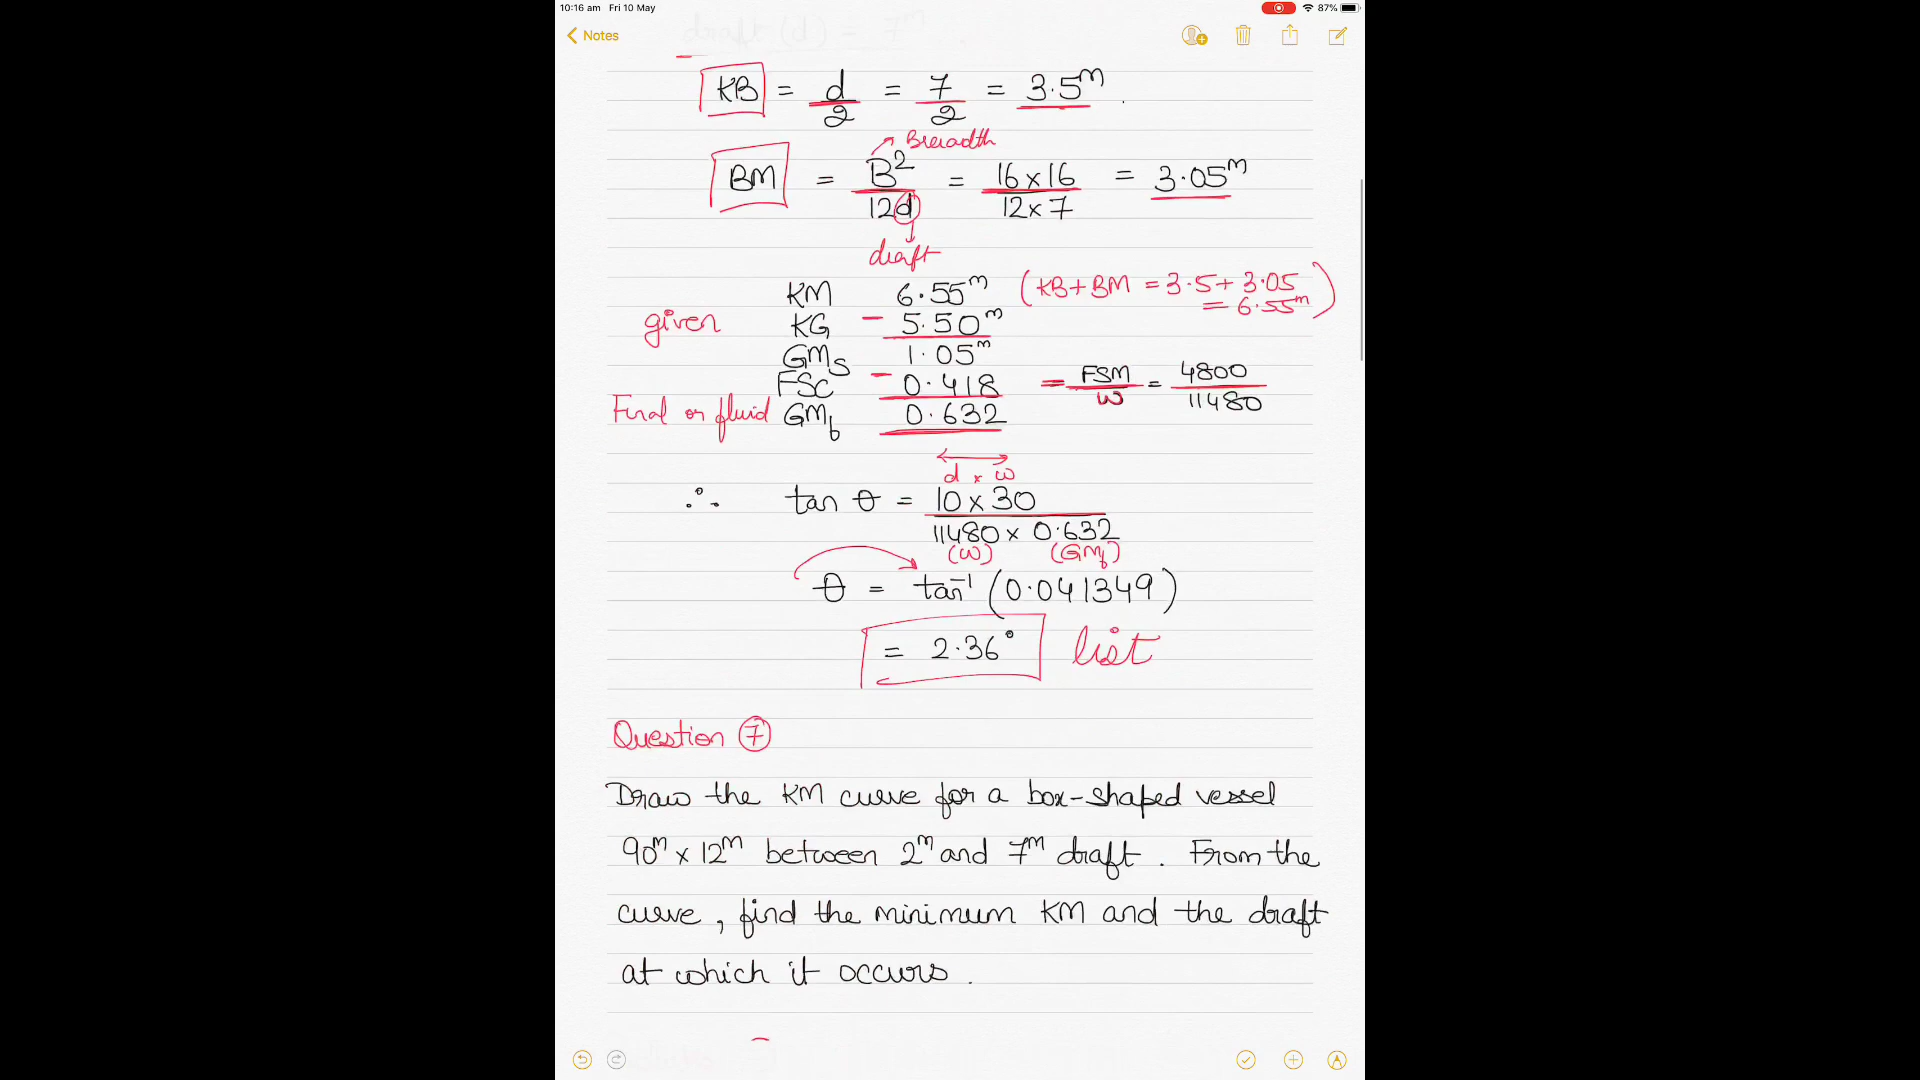 10:16 am Fri 10 May 87%
Notes
draft (d) = 7m
KB = d/2 = 7/2 = 3.5m
Breadth
BM = B²/12d = 16x16/12x7 = 3.05m
draft
KM 6.55m (KB+BM = 3.5+3.05
= 6.55m)
given KG - 5.50m
GMs 1.05m
FSC - 0.418 = FSM/W = 4800/11480
Final or fluid GMf 0.632
d x w
∴ tan θ = 10 x 30/11480 x 0.632
(W) (GMf)
θ = tan⁻¹ (0.041349)
= 2.36° list
Question 7
Draw the KM curve for a box-shaped vessel
90m x 12m between 2m and 7m draft. From the
curve, find the minimum KM and the draft
at which it occurs.